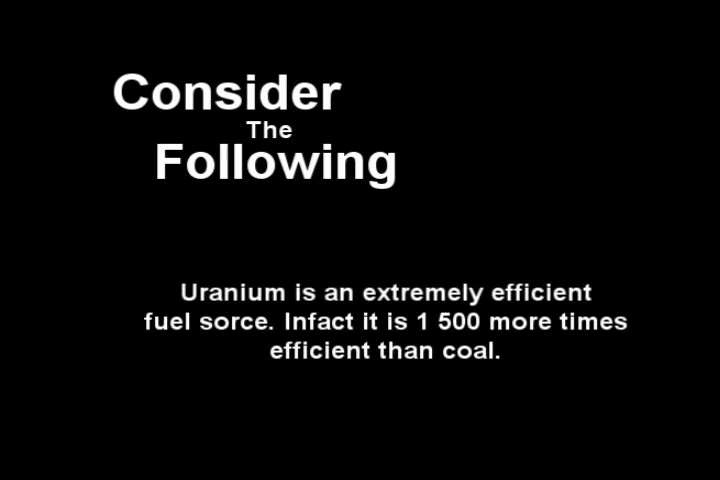 Consider
The
Following
Uranium is an extremely efficient
fuel sorce. Infact it is 1 500 more times
efficient than coal.